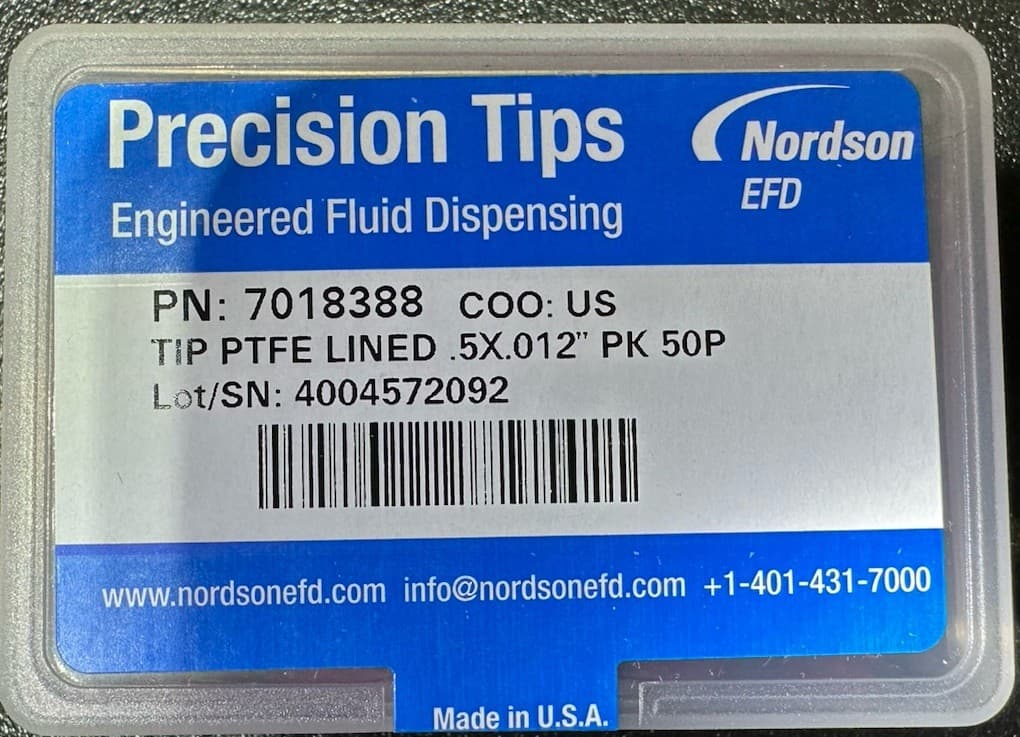 Precision Tips
Nordson
EFD
Engineered Fluid Dispensing
PN: 7018388 COO: US
TIP PTFE LINED .5X.012" PK 50P
Lot/SN: 4004572092
www.nordsonefd.com info@nordsonefd.com +1-401-431-7000
Made in U.S.A.